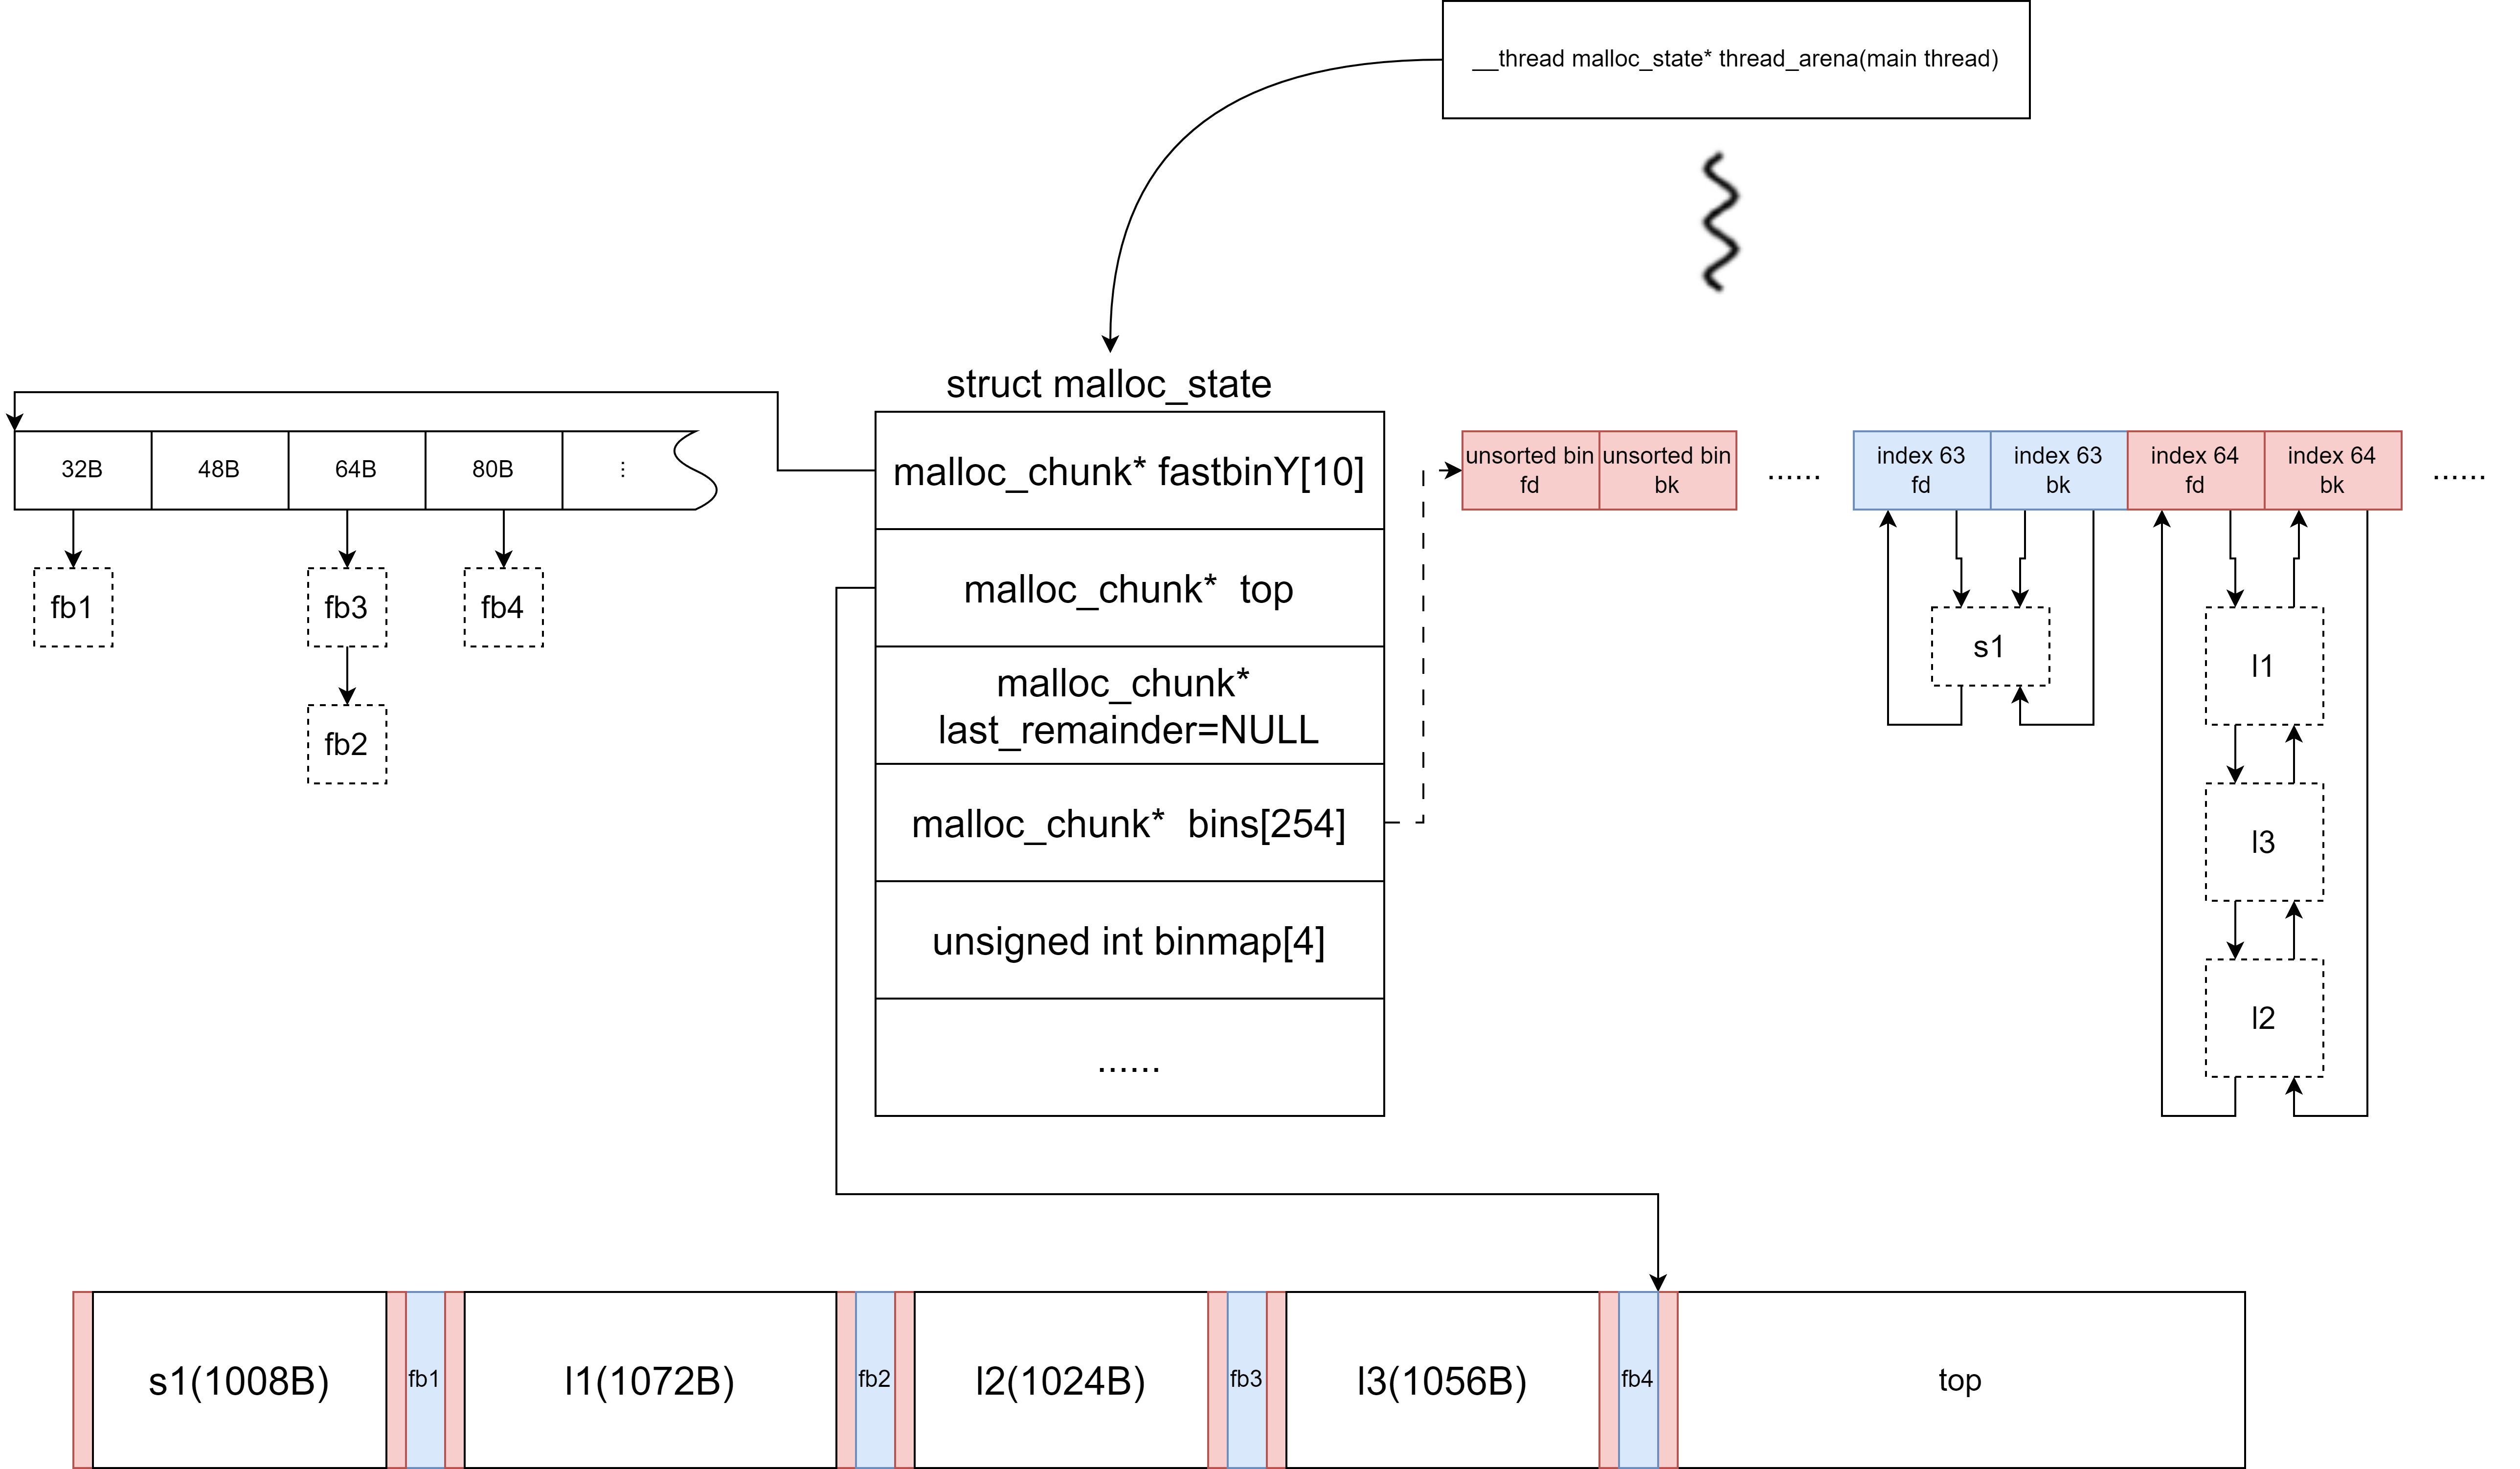 __thread malloc_state* thread_arena(main thread)
struct malloc_state
malloc_chunk* fastbinY[10]
malloc_chunk*  top
malloc_chunk*
last_remainder=NULL
malloc_chunk*  bins[254]
unsigned int binmap[4]
......
32B
48B
64B
80B
⋮
fb1
fb3
fb4
fb2
unsorted bin
fd
unsorted bin
bk
......
index 63
fd
index 63
bk
index 64
fd
index 64
bk
......
s1
l1
l3
l2
s1(1008B)
fb1
l1(1072B)
fb2
l2(1024B)
fb3
l3(1056B)
fb4
top